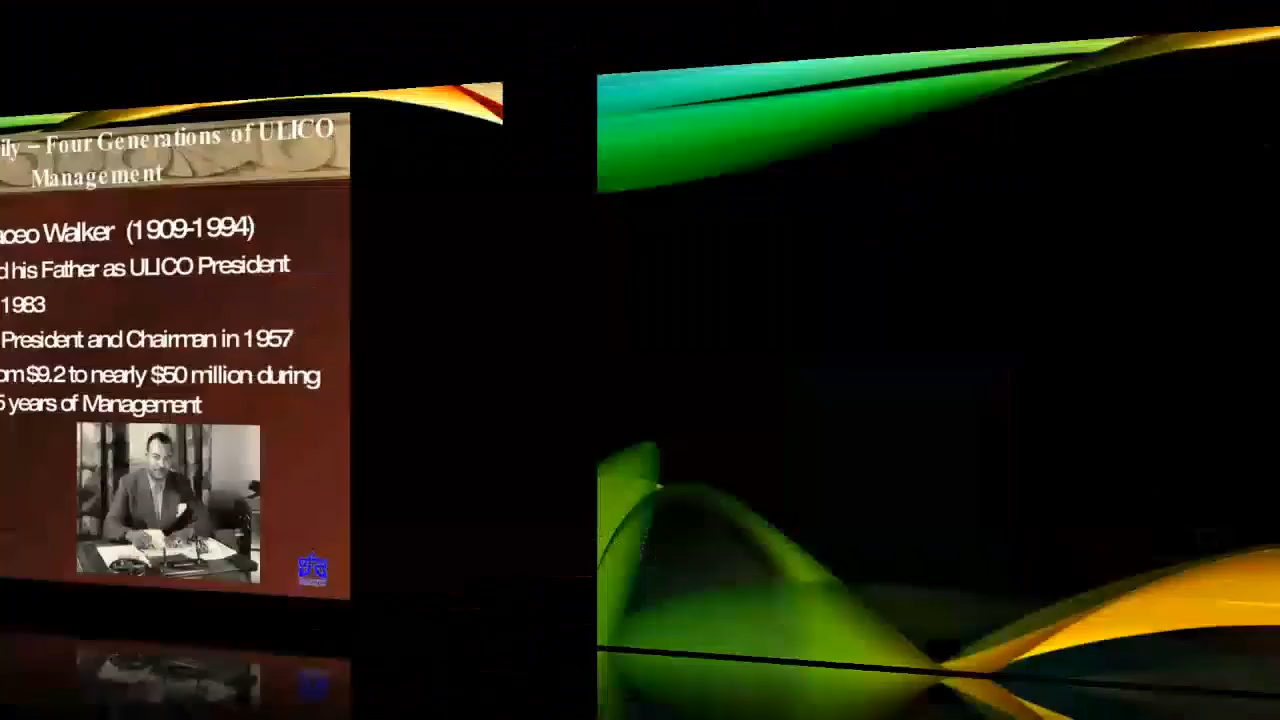 ily – Four Generations of ULICO
Management
aceo Walker (1909-1994)
d his Father as ULICO President
1983
President and Chairman in 1957
om $9.2 to nearly $50 million during
5 years of Management